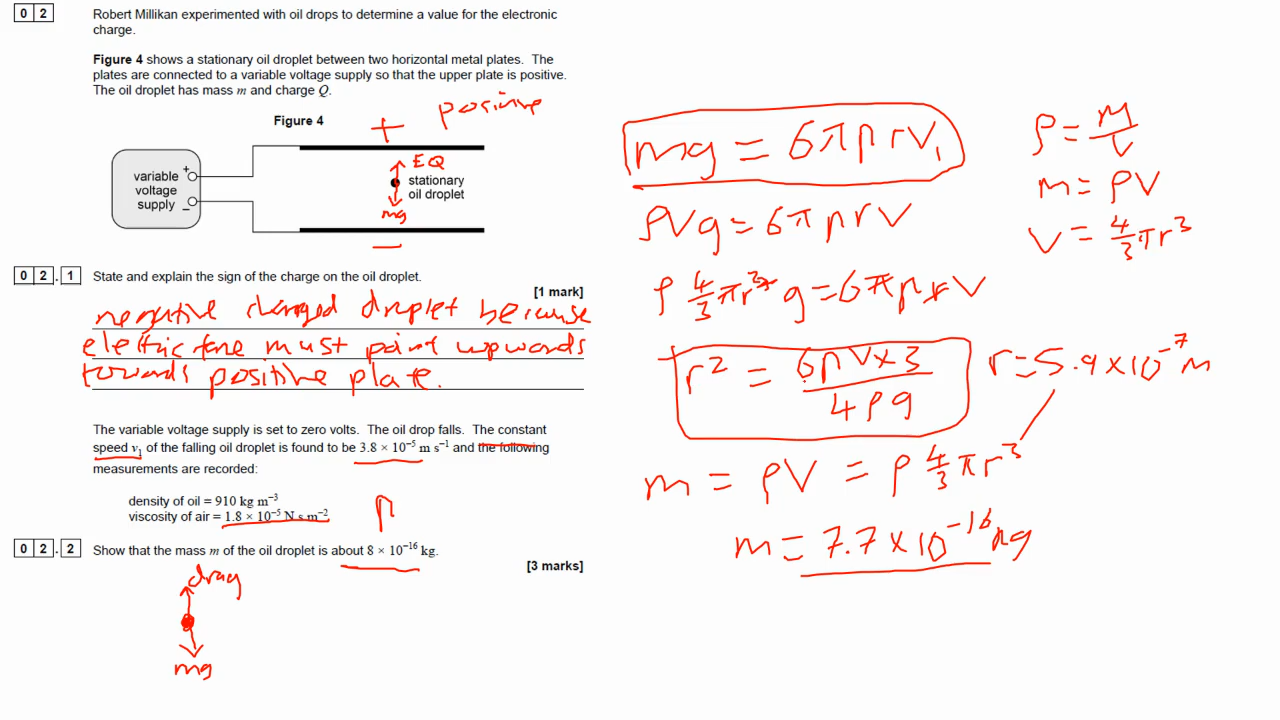 02
Robert Millikan experimented with oil drops to determine a value for the electronic
charge.
Figure 4 shows a stationary oil droplet between two horizontal metal plates. The
plates are connected to a variable voltage supply so that the upper plate is positive.
The oil droplet has mass m and charge Q.
Figure 4
+ positive
variable
voltage
supply
+
−
EQ
stationary
oil droplet
mg
−
02.1 State and explain the sign of the charge on the oil droplet.
[1 mark]
negative charged droplet because
electric force must point upwards
towards positive plate.
The variable voltage supply is set to zero volts. The oil drop falls. The constant
speed v₁ of the falling oil droplet is found to be 3.8 × 10⁻⁵ m s⁻¹ and the following
measurements are recorded:
density of oil = 910 kg m⁻³
viscosity of air = 1.8 × 10⁻⁵ N s m⁻² η
02.2 Show that the mass m of the oil droplet is about 8 × 10⁻¹⁶ kg.
[3 marks]
drag
mg
mg = 6πηrV₁
ρVg = 6πηrV
ρ 4/3 πr³ g = 6πηrV
r² = 6ηV×3 / 4ρg
r = 5.9 × 10⁻⁷ m
m = ρV = ρ 4/3 πr³
m = 7.7 × 10⁻¹⁶ kg
ρ = m/V
m = ρV
V = 4/3 πr³